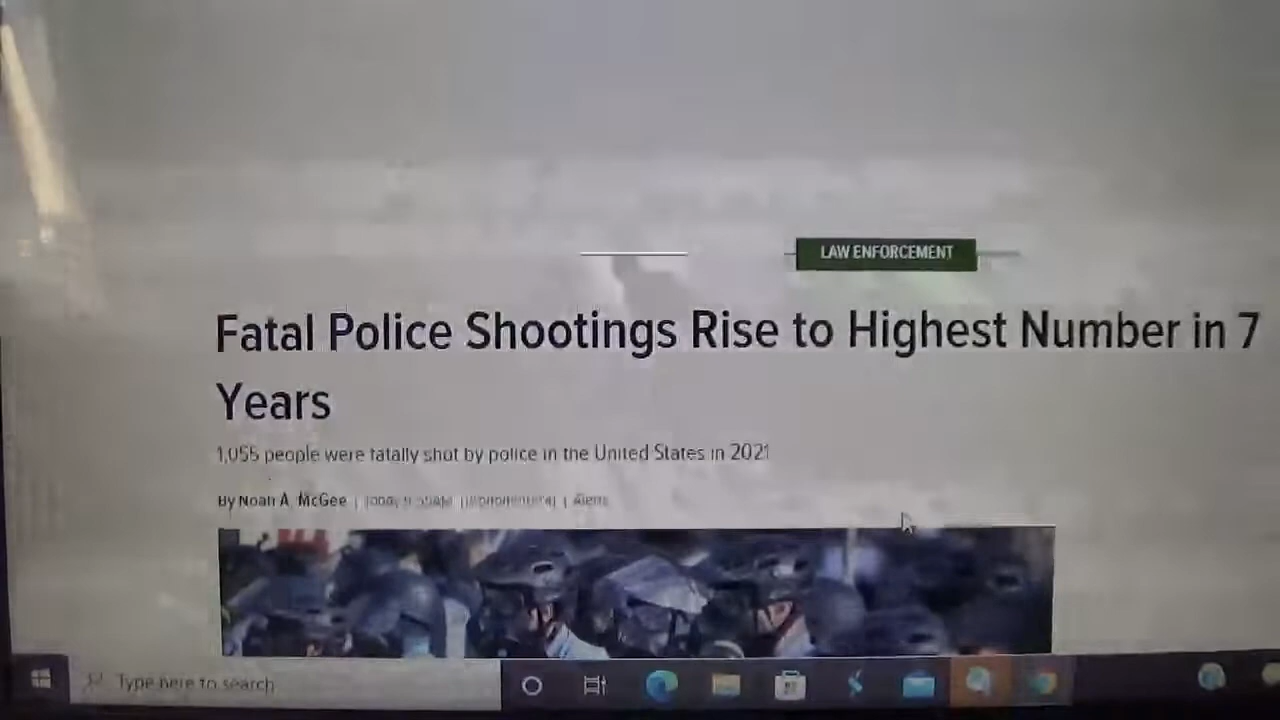 LAW ENFORCEMENT
Fatal Police Shootings Rise to Highest Number in 7
Years
1,055 people were fatally shot by police in the United States in 2021
By Noah A. McGee | | | Alerts
Type here to search